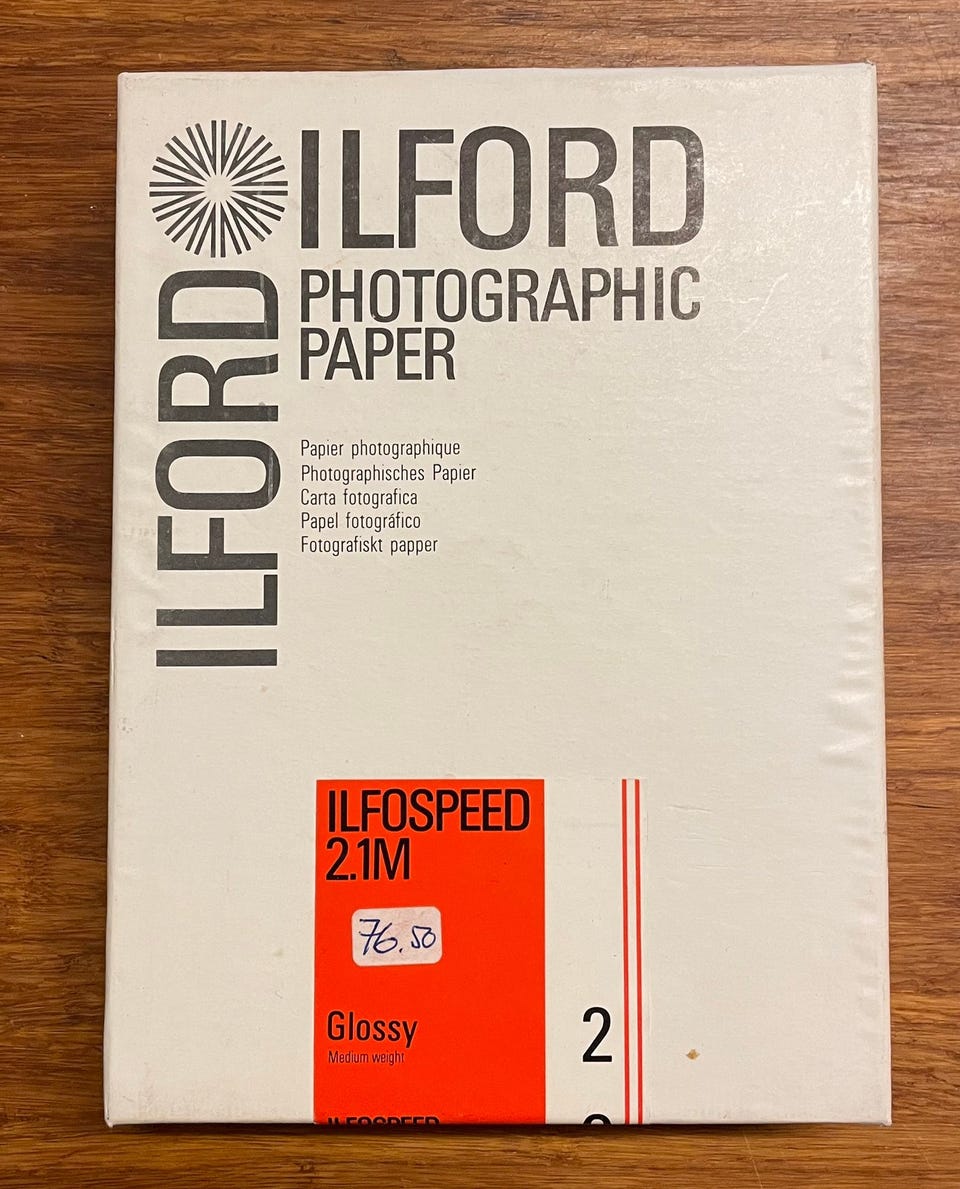 ILFORD
ILFORD
PHOTOGRAPHIC
PAPER
Papier photographique
Photographisches Papier
Carta fotografica
Papel fotográfico
Fotografiskt papper
ILFOSPEED
2.1M
76.50
Glossy
Medium weight
2
ILFOSPEED